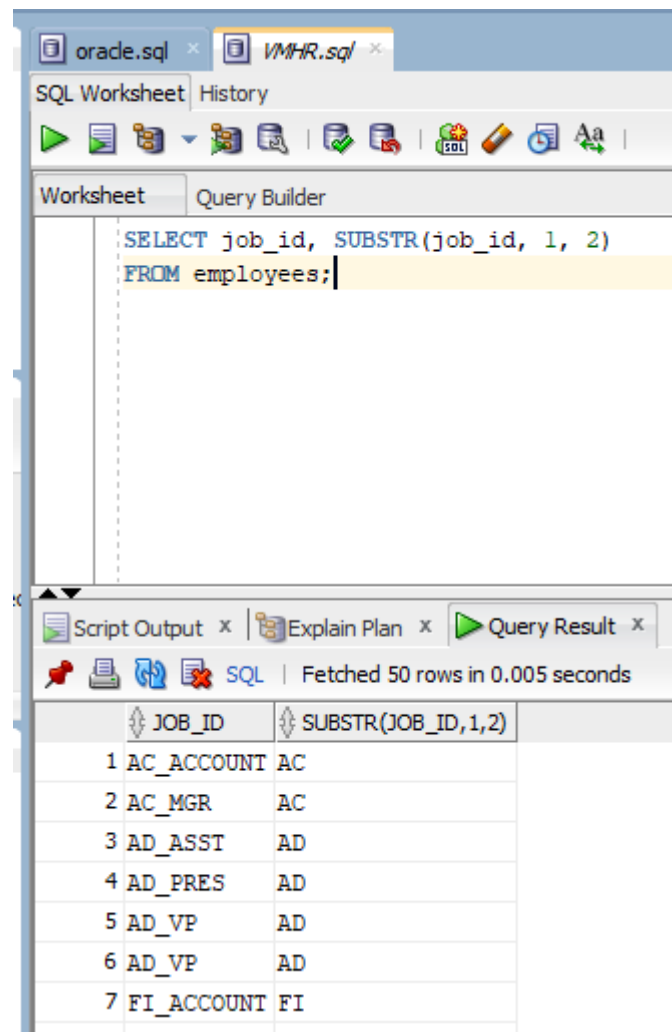 oracle.sql × VMHR.sql ×
SQL Worksheet History
SQL Aa
Worksheet Query Builder
SELECT job_id, SUBSTR(job_id, 1, 2)
FROM employees;
Script Output x Explain Plan x Query Result x
SQL | Fetched 50 rows in 0.005 seconds
JOB_ID SUBSTR(JOB_ID,1,2)
1 AC_ACCOUNT AC
2 AC_MGR AC
3 AD_ASST AD
4 AD_PRES AD
5 AD_VP AD
6 AD_VP AD
7 FI_ACCOUNT FI